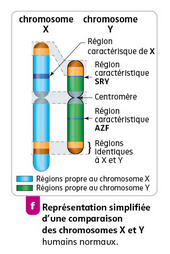 chromosome X
chromosome Y
Région
caractérisque de X
Région
caractéristique
SRY
Centromère
Région
caractéristique
AZF
Régions
identiques
à X et Y
Régions propre au chromosome X
Régions propre au chromosome Y
f Représentation simplifiée
d'une comparaison
des chromosomes X et Y
humains normaux.